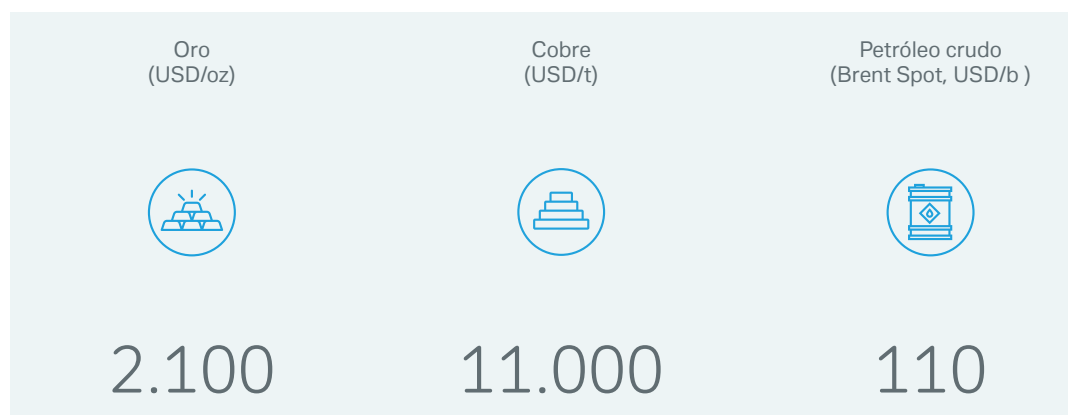 Oro
(USD/oz)
Cobre
(USD/t)
Petróleo crudo
(Brent Spot, USD/b )
2.100
11.000
110